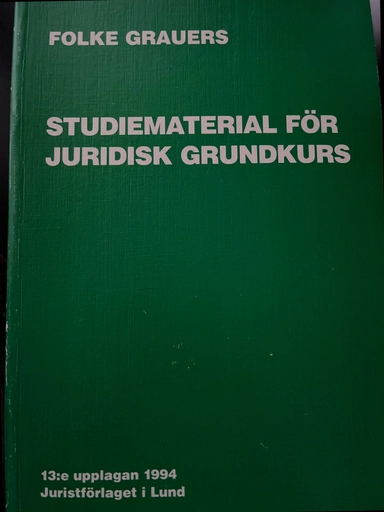 FOLKE GRAUERS
STUDIEMATERIAL FÖR
JURIDISK GRUNDKURS
13:e upplagan 1994
Juristförlaget i Lund